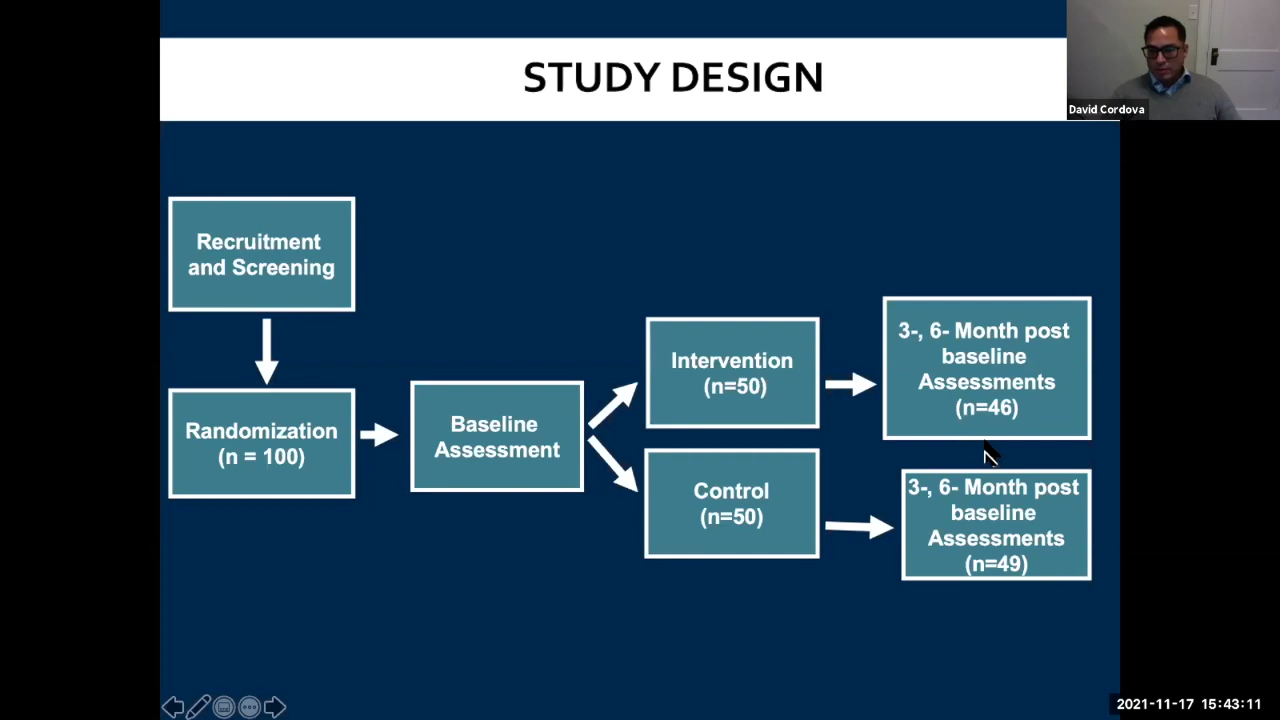 STUDY DESIGN
David Cordova
Recruitment
and Screening
Randomization
(n = 100)
Baseline
Assessment
Intervention
(n=50)
Control
(n=50)
3-, 6- Month post
baseline
Assessments
(n=46)
3-, 6- Month post
baseline
Assessments
(n=49)
2021-11-17 15:43:11